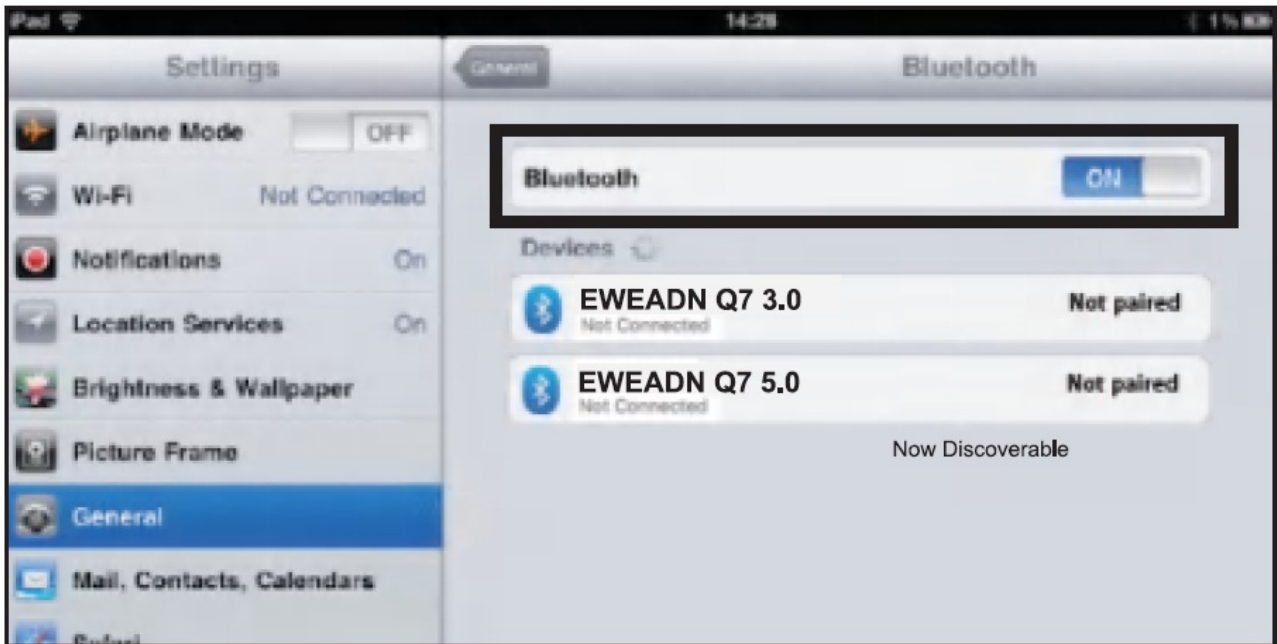 iPad 14:28 1%
Settings
Airplane Mode OFF
Wi-Fi Not Connected
Notifications On
Location Services On
Brightness & Wallpaper
Picture Frame
General
Mail, Contacts, Calendars
Safari
General Bluetooth
Bluetooth ON
Devices
EWEADN Q7 3.0 Not paired
Not Connected
EWEADN Q7 5.0 Not paired
Not Connected
Now Discoverable